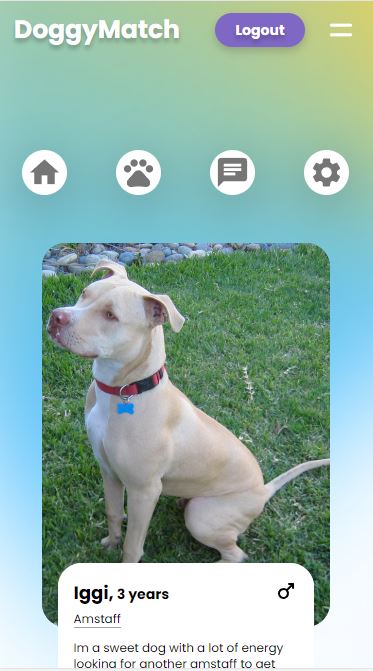 DoggyMatch
Logout
Iggi, 3 years
Amstaff
Im a sweet dog with a lot of energy
looking for another amstaff to get